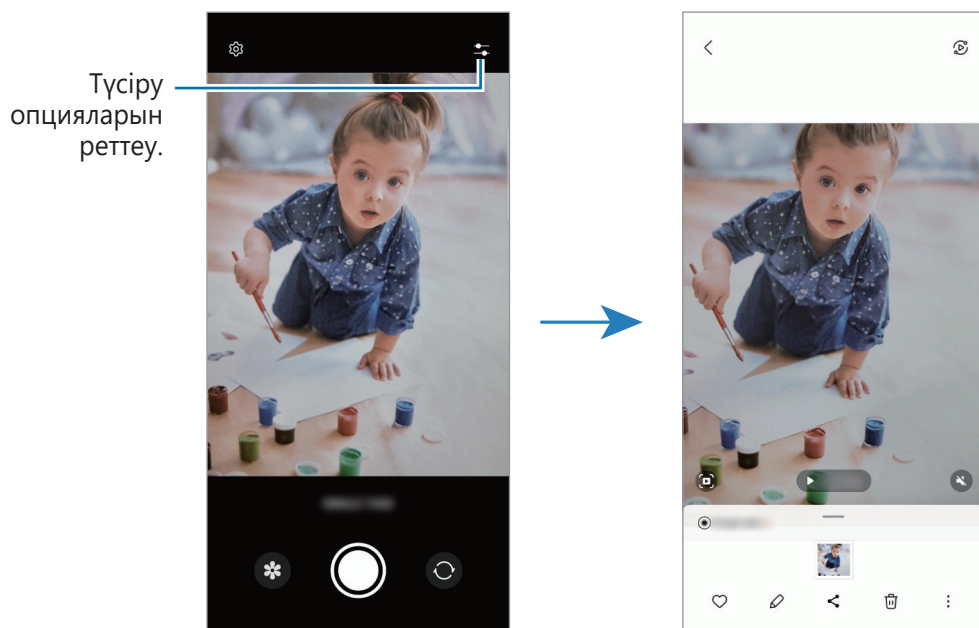 Түсіру
опцияларын
реттеу.